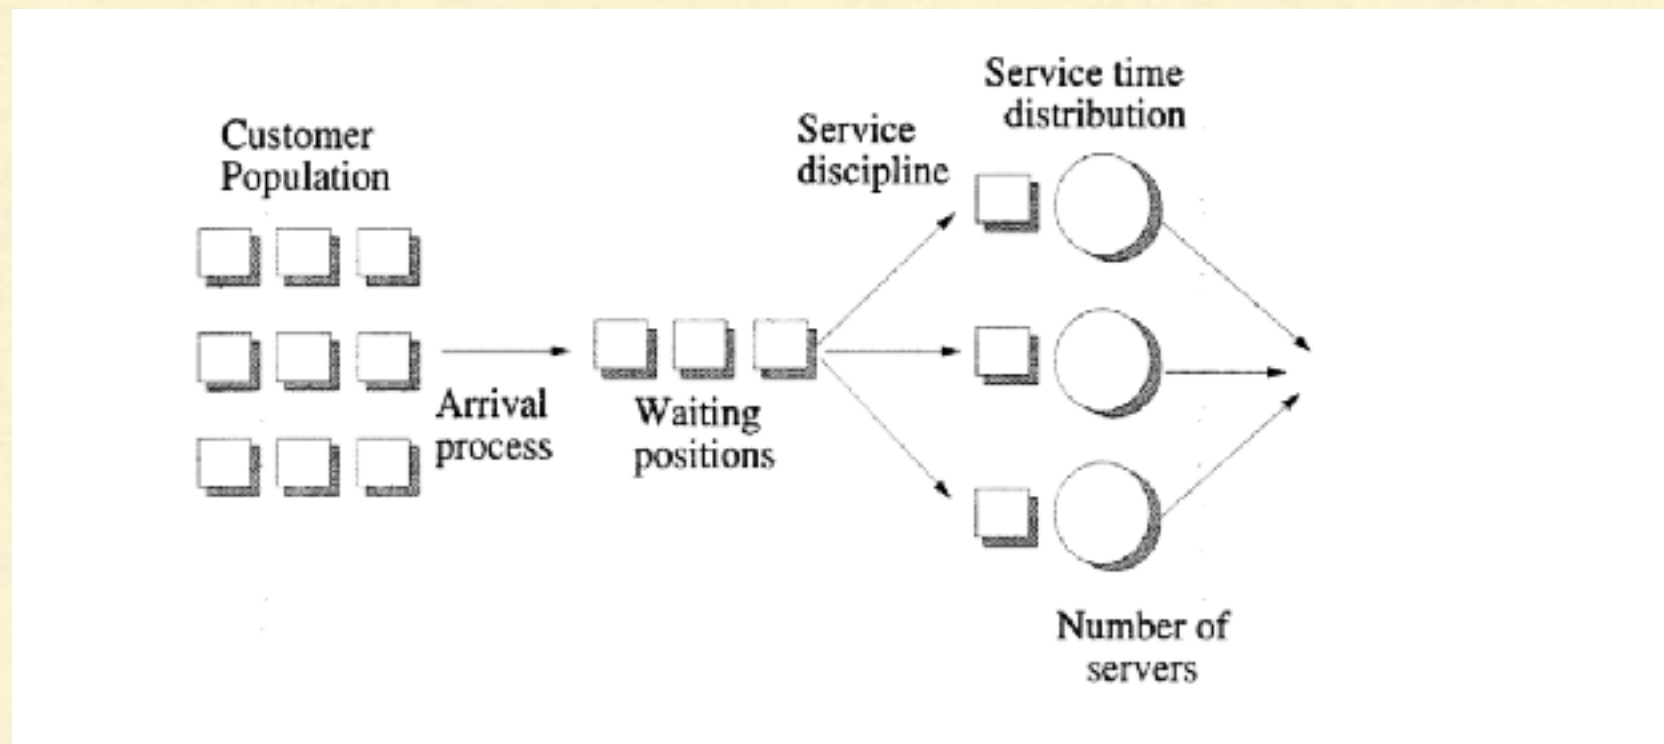 Customer
Population
Arrival
process
Waiting
positions
Service
discipline
Service time
distribution
Number of
servers